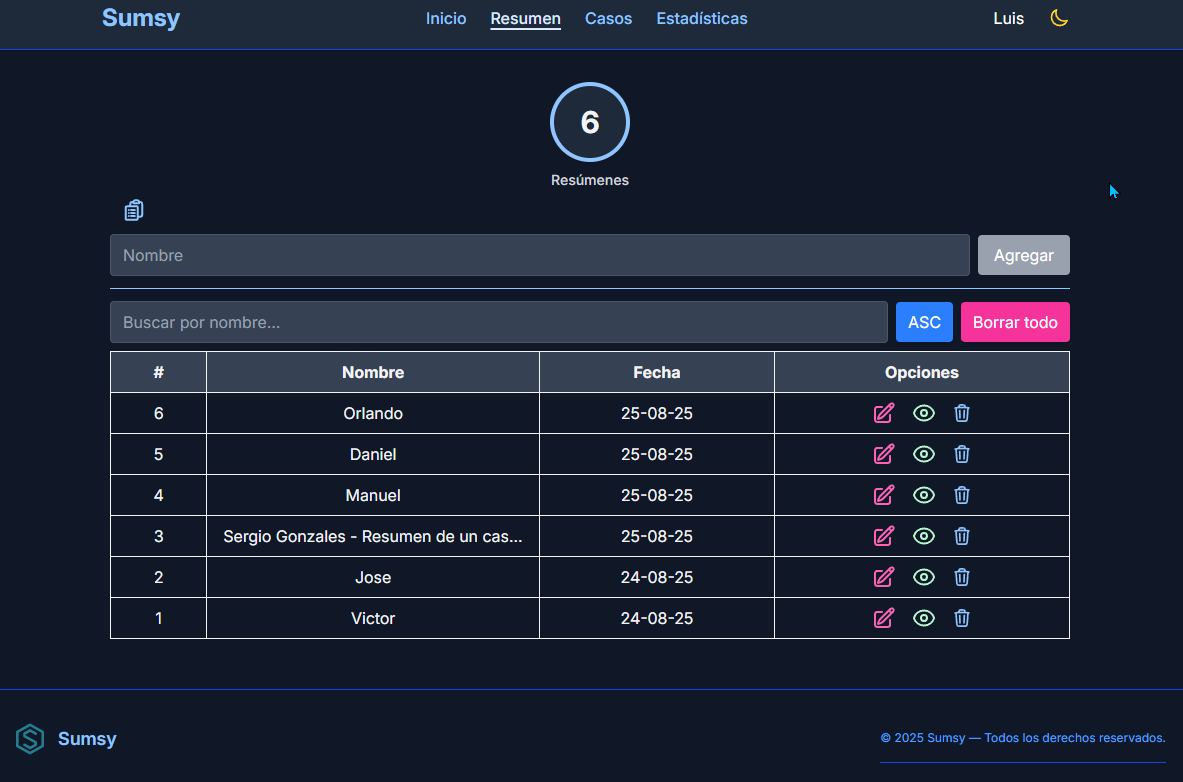 Sumsy Inicio Resumen Casos Estadísticas Luis
6
Resúmenes
Nombre Agregar
Buscar por nombre... ASC Borrar todo
# Nombre Fecha Opciones
6 Orlando 25-08-25
5 Daniel 25-08-25
4 Manuel 25-08-25
3 Sergio Gonzales - Resumen de un cas... 25-08-25
2 Jose 24-08-25
1 Victor 24-08-25
Sumsy © 2025 Sumsy — Todos los derechos reservados.